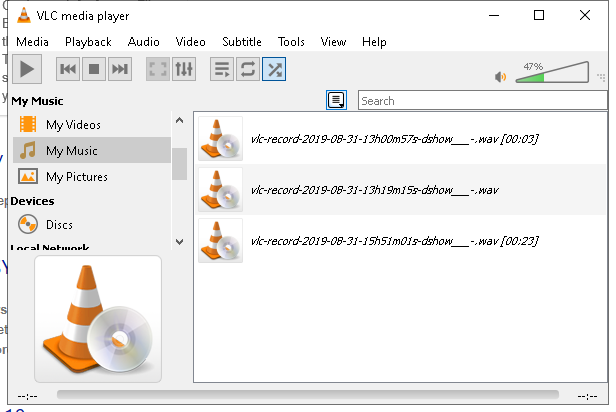 VLC media player
Media Playback Audio Video Subtitle Tools View Help
47%
My Music
Search
My Videos
My Music
My Pictures
Devices
Discs
Local Network
vlc-record-2019-08-31-13h00m57s-dshow___-.wav [00:03]
vlc-record-2019-08-31-13h19m15s-dshow___-.wav
vlc-record-2019-08-31-15h51m01s-dshow___-.wav [00:23]
--:--
--:--